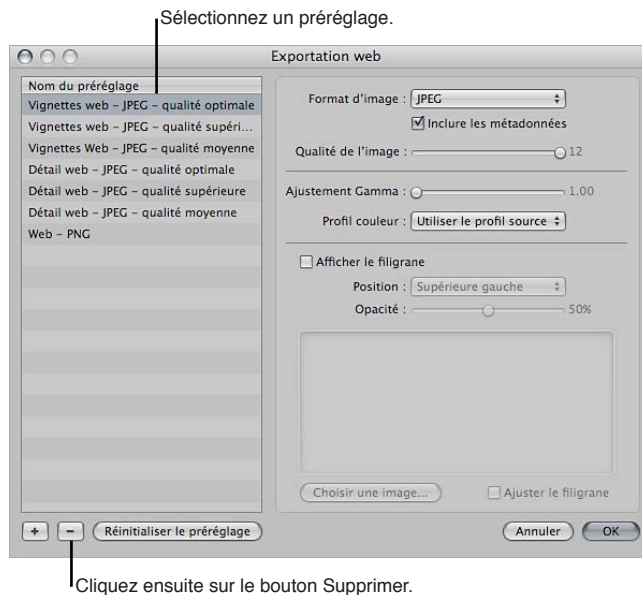 Sélectionnez un préréglage.
Exportation web
Nom du préréglage
Vignettes web – JPEG – qualité optimale
Vignettes web – JPEG – qualité supéri...
Vignettes Web – JPEG – qualité moyenne
Détail web – JPEG – qualité optimale
Détail web – JPEG – qualité supérieure
Détail web – JPEG – qualité moyenne
Web – PNG
Format d'image : JPEG
Inclure les métadonnées
Qualité de l'image : 12
Ajustement Gamma : 1.00
Profil couleur : Utiliser le profil source
Afficher le filigrane
Position : Supérieure gauche
Opacité : 50%
Choisir une image... Ajuster le filigrane
+ – Réinitialiser le préréglage Annuler OK
Cliquez ensuite sur le bouton Supprimer.